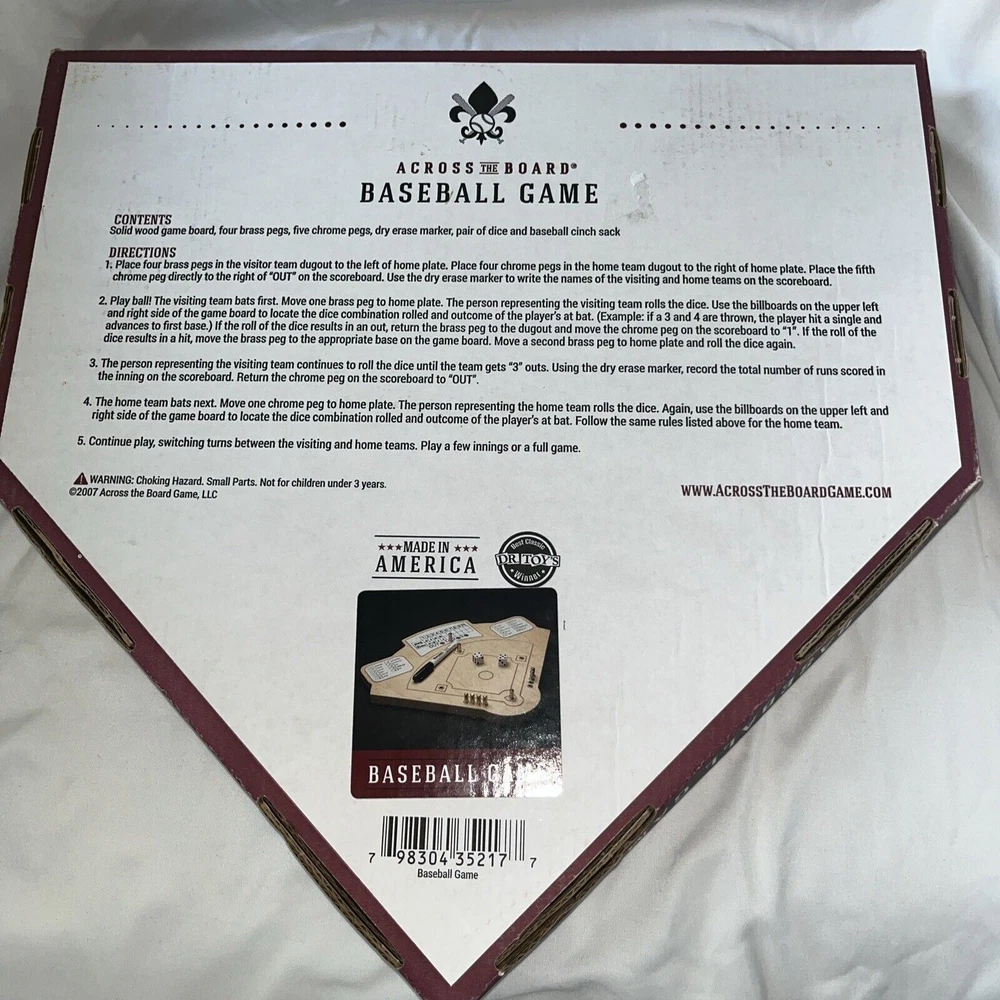 ACROSS THE BOARD®
BASEBALL GAME
CONTENTS
Solid wood game board, four brass pegs, five chrome pegs, dry erase marker, pair of dice and baseball cinch sack
DIRECTIONS
1. Place four brass pegs in the visitor team dugout to the left of home plate. Place four chrome pegs in the home team dugout to the right of home plate. Place the fifth
chrome peg directly to the right of "OUT" on the scoreboard. Use the dry erase marker to write the names of the visiting and home teams on the scoreboard.
2. Play ball! The visiting team bats first. Move one brass peg to home plate. The person representing the visiting team rolls the dice. Use the billboards on the upper left
and right side of the game board to locate the dice combination rolled and outcome of the player's at bat. (Example: if a 3 and 4 are thrown, the player hit a single and
advances to first base.) If the roll of the dice results in an out, return the brass peg to the dugout and move the chrome peg on the scoreboard to "1". If the roll of the
dice results in a hit, move the brass peg to the appropriate base on the game board. Move a second brass peg to home plate and roll the dice again.
3. The person representing the visiting team continues to roll the dice until the team gets "3" outs. Using the dry erase marker, record the total number of runs scored in
the inning on the scoreboard. Return the chrome peg on the scoreboard to "OUT".
4. The home team bats next. Move one chrome peg to home plate. The person representing the home team rolls the dice. Again, use the billboards on the upper left and
right side of the game board to locate the dice combination rolled and outcome of the player's at bat. Follow the same rules listed above for the home team.
5. Continue play, switching turns between the visiting and home teams. Play a few innings or a full game.
WARNING: Choking Hazard. Small Parts. Not for children under 3 years.
©2007 Across the Board Game, LLC
WWW.ACROSSTHEBOARDGAME.COM
MADE IN
AMERICA
Best Classic
DR. TOY'S
Winner
BASEBALL
7 98304 35217 7
Baseball Game